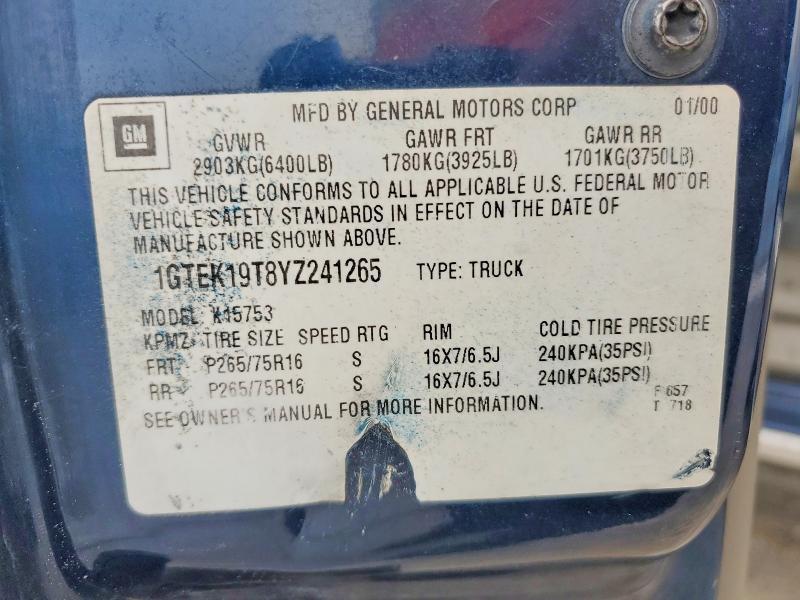 GM
MFD BY GENERAL MOTORS CORP 01/00
GVWR GAWR FRT GAWR RR
2903KG(6400LB) 1780KG(3925LB) 1701KG(3750LB)
THIS VEHICLE CONFORMS TO ALL APPLICABLE U.S. FEDERAL MOTOR
VEHICLE SAFETY STANDARDS IN EFFECT ON THE DATE OF
MANUFACTURE SHOWN ABOVE.
1GTEK19T8YZ241265 TYPE: TRUCK
MODEL: K15753
KPMZ TIRE SIZE SPEED RTG RIM COLD TIRE PRESSURE
FRT P265/75R16 S 16X7/6.5J 240KPA(35PSI)
RR P265/75R16 S 16X7/6.5J 240KPA(35PSI)
SEE OWNER'S MANUAL FOR MORE INFORMATION.
F 657
T 718